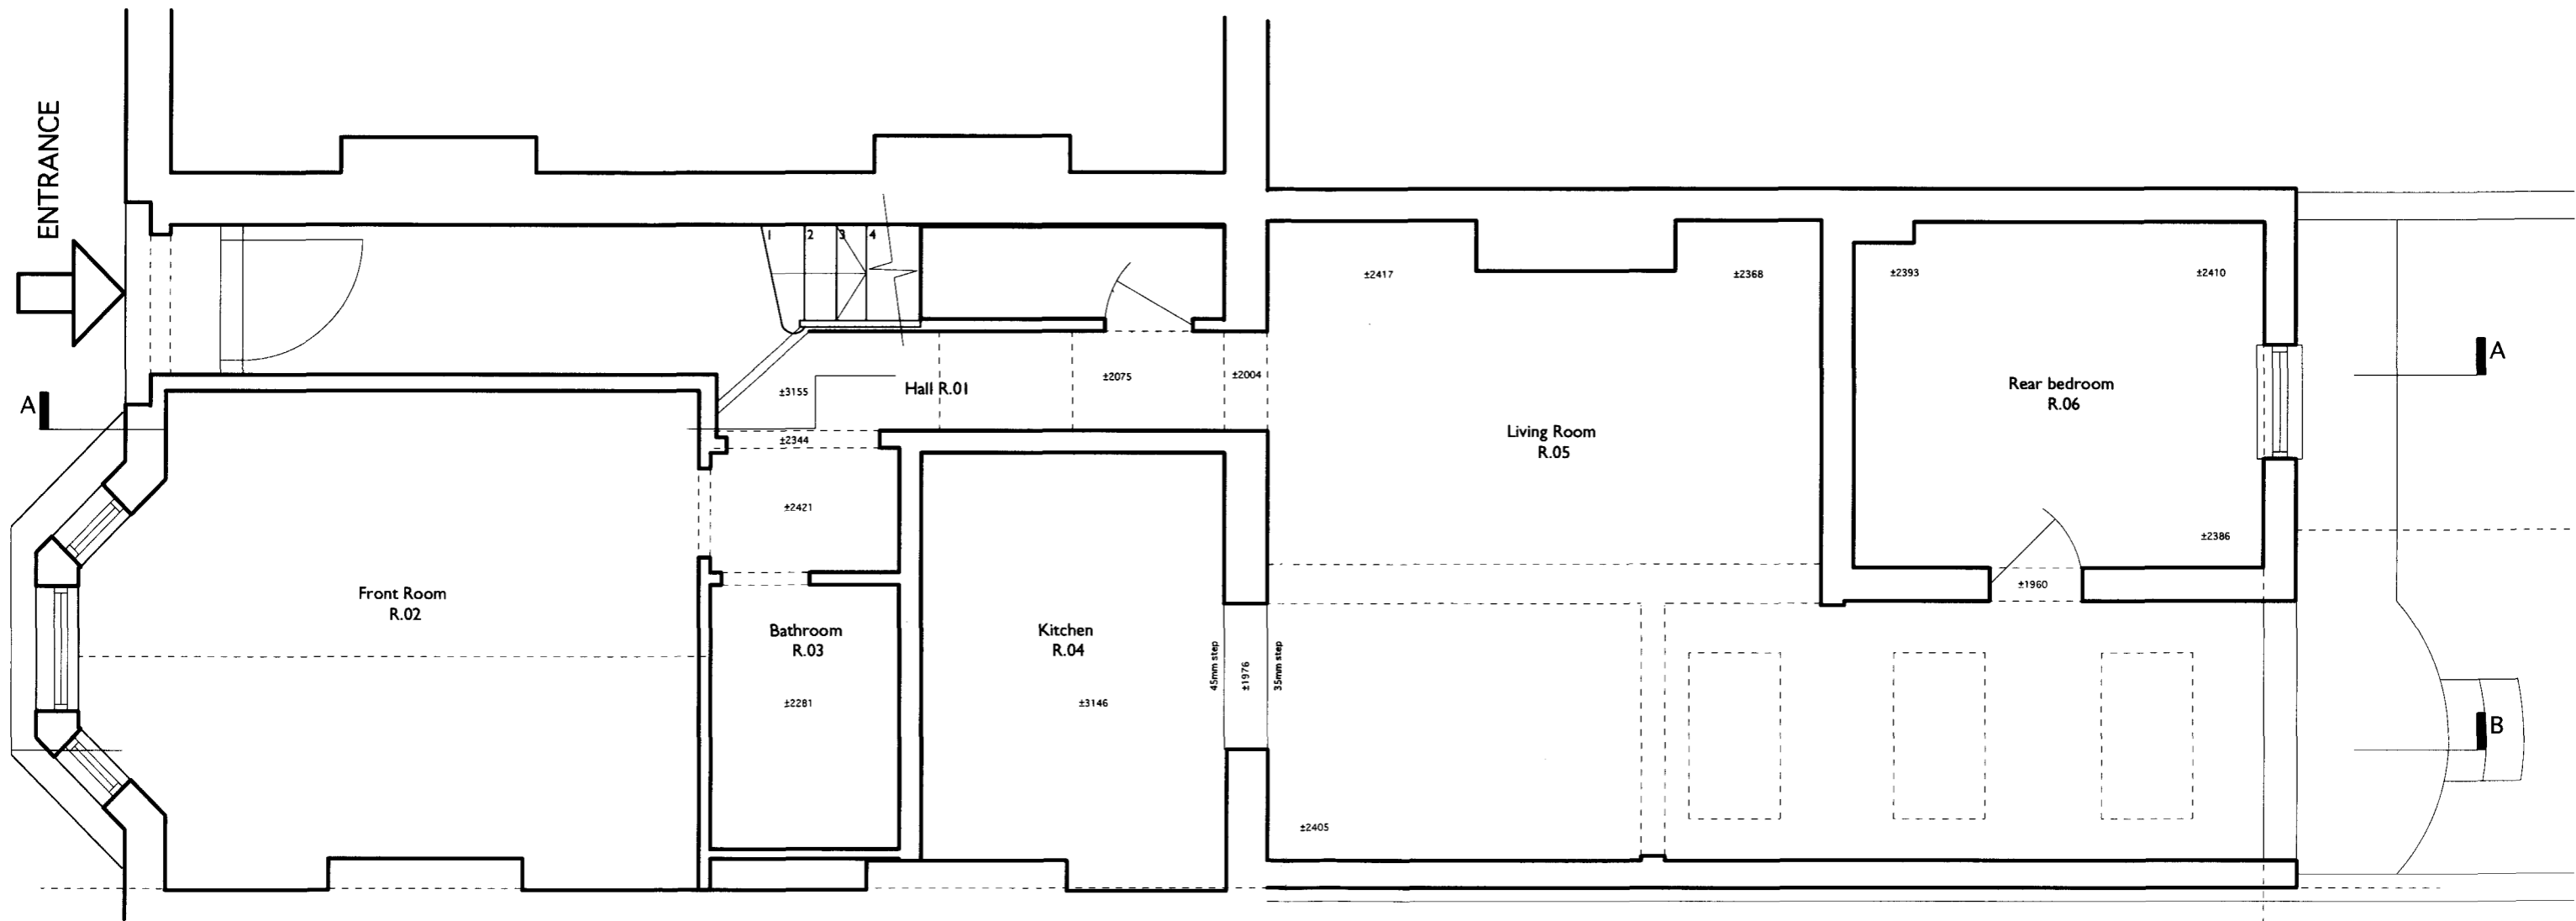 ENTRANCE
1
2
3
4
±2417
±2368
±2393
±2410
A
A
±3155
Hall R.01
±2075
±2004
Rear bedroom
R.06
±2344
Living Room
R.05
±2421
±2386
±1960
Front Room
R.02
Bathroom
R.03
Kitchen
R.04
45mm step
±1976
35mm step
±2281
±3146
B
±2405